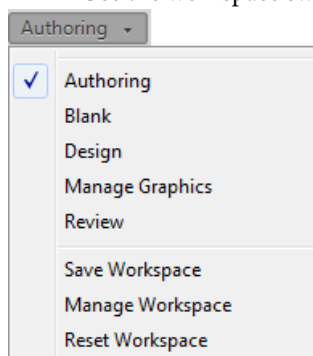 Authoring
Authoring
Blank
Design
Manage Graphics
Review
Save Workspace
Manage Workspace
Reset Workspace